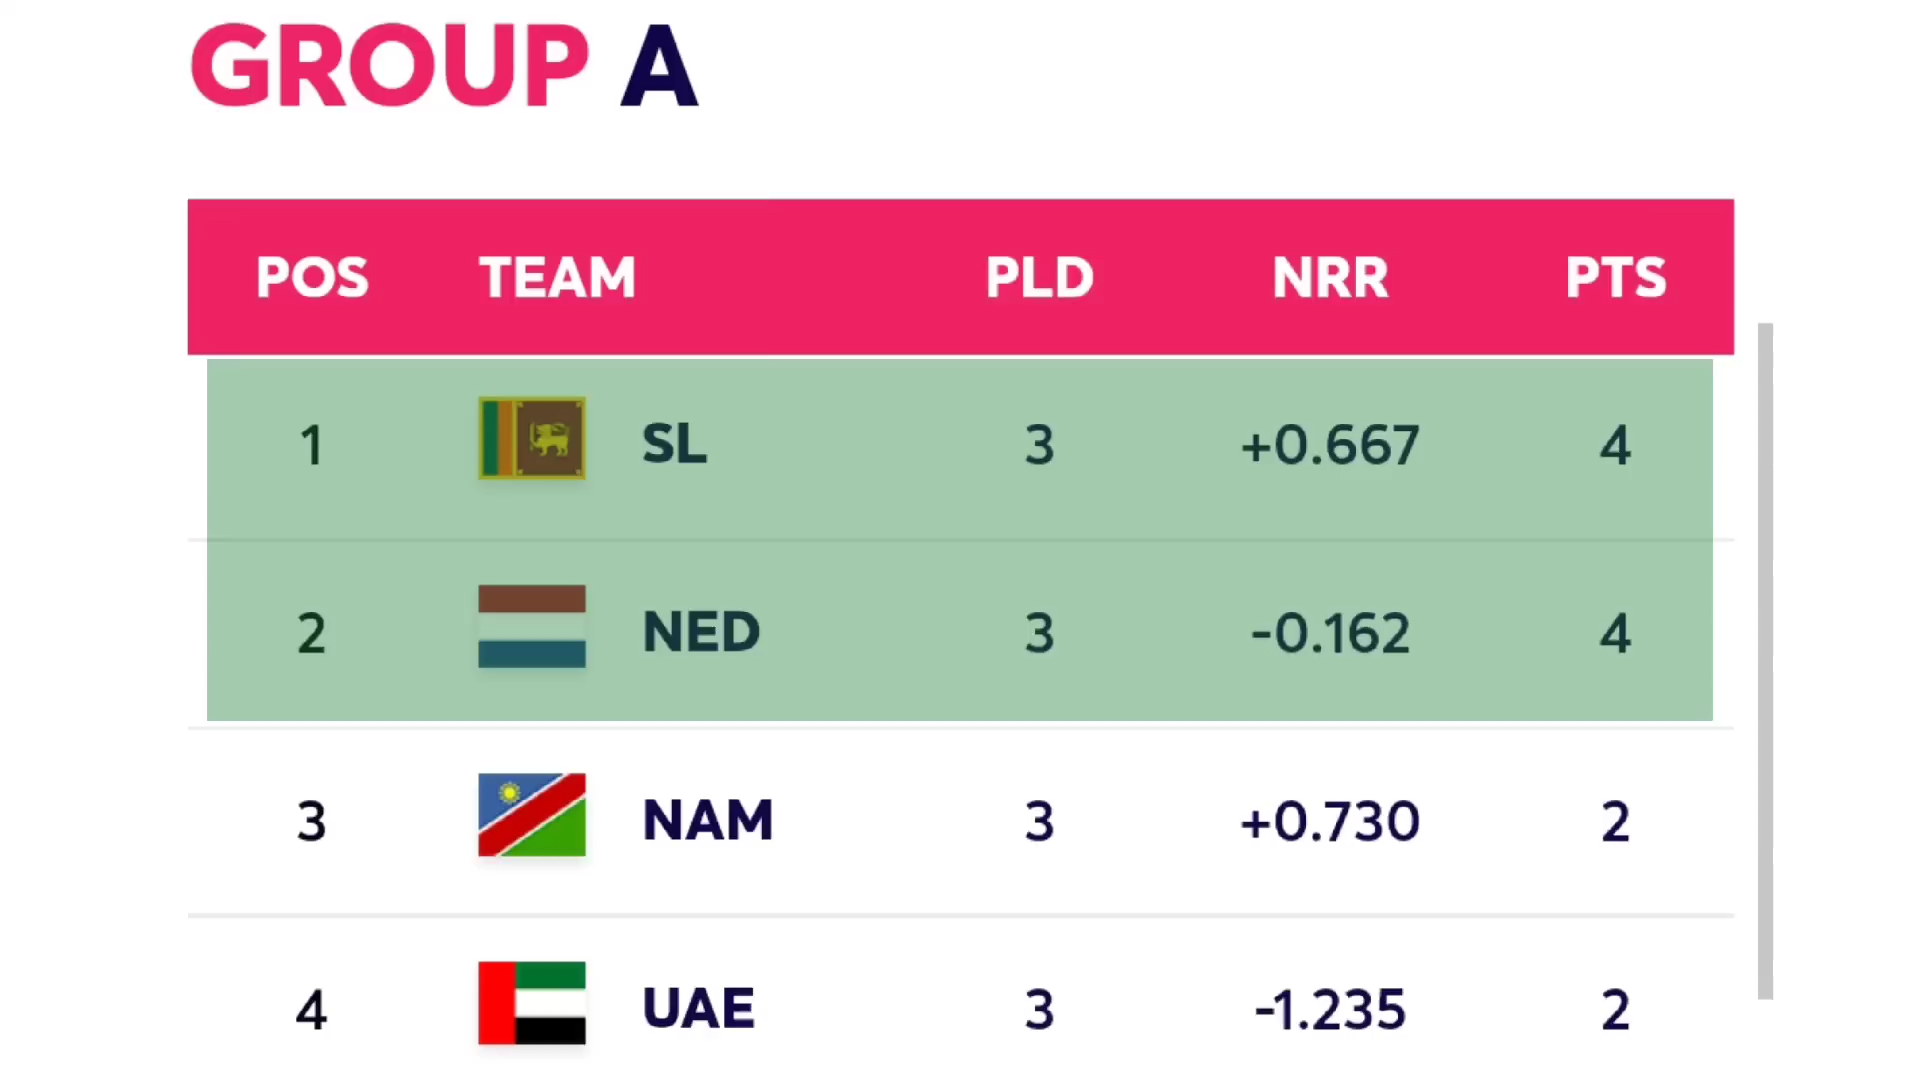 GROUP A
POS TEAM PLD NRR PTS
1 SL 3 +0.667 4
2 NED 3 -0.162 4
3 NAM 3 +0.730 2
4 UAE 3 -1.235 2